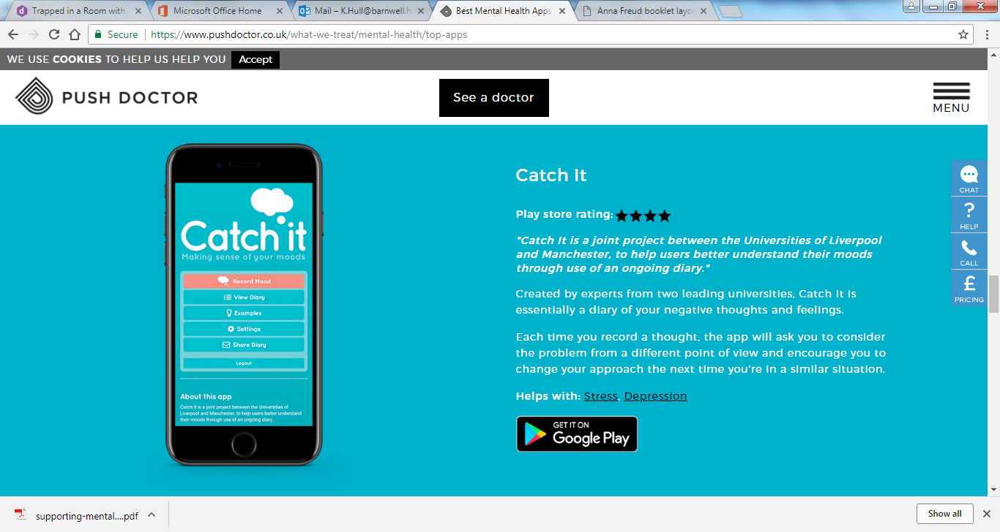 Trapped in a Room with
Microsoft Office Home
Mail – K.Hull@barnwell.h
Best Mental Health Apps
Anna Freud booklet layo
Secure
https://www.pushdoctor.co.uk/what-we-treat/mental-health/top-apps
WE USE COOKIES TO HELP US HELP YOU
Accept
PUSH DOCTOR
See a doctor
MENU
Catch it
Making sense of your moods
Record Mood
View Diary
Examples
Settings
Share Diary
Logout
About this app
Catch It is a joint project between the Universities of
Liverpool and Manchester, to help users better understand
their moods through use of an ongoing diary.
Catch It
Play store rating:
"Catch It is a joint project between the Universities of Liverpool
and Manchester, to help users better understand their moods
through use of an ongoing diary."
Created by experts from two leading universities, Catch It is
essentially a diary of your negative thoughts and feelings.
Each time you record a thought, the app will ask you to consider
the problem from a different point of view and encourage you to
change your approach the next time you're in a similar situation.
Helps with: Stress, Depression
GET IT ON
Google Play
CHAT
?
HELP
CALL
£
PRICING
supporting-mental....pdf
Show all